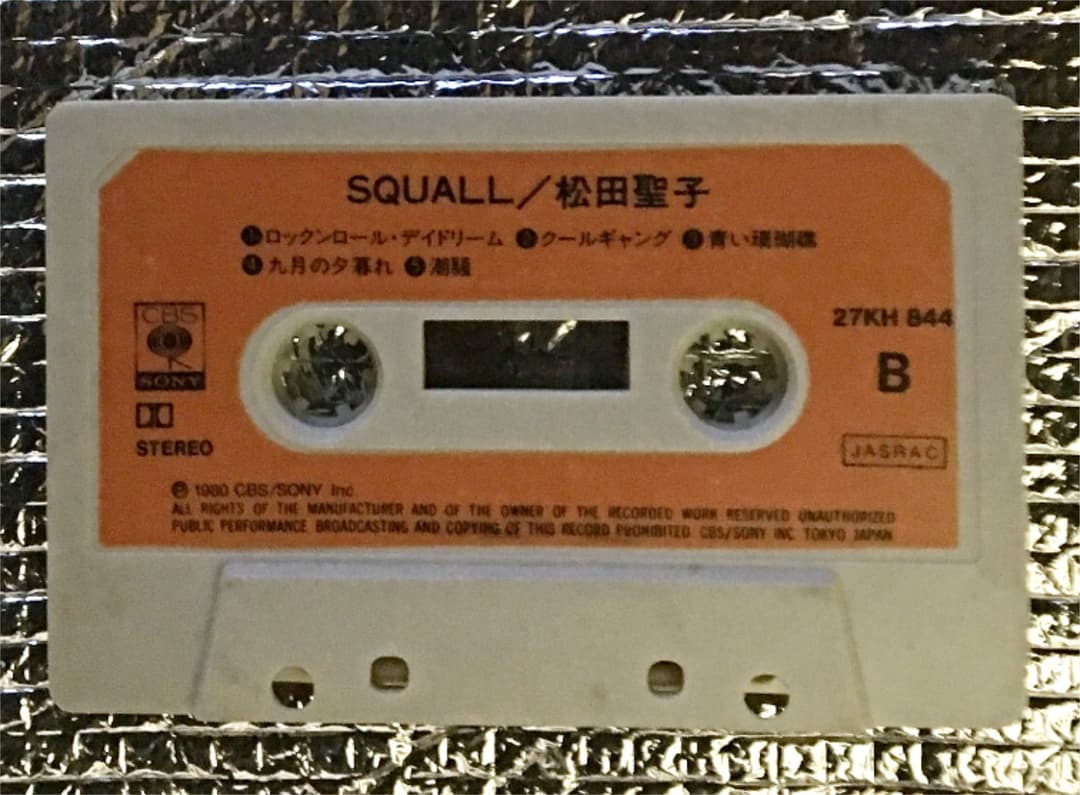 SQUALL／松田聖子
❶ロックンロール・デイドリーム ❷クールギャング ❸青い珊瑚礁
❹九月の夕暮れ ❺潮騒
CBS
SONY
STEREO
27KH 844
B
JASRAC
Ⓟ 1980 CBS/SONY Inc
ALL RIGHTS OF THE MANUFACTURER AND OF THE OWNER OF THE RECORDED WORK RESERVED UNAUTHORIZED
PUBLIC PERFORMANCE BROADCASTING AND COPYING OF THIS RECORD PROHIBITED CBS/SONY INC TOKYO JAPAN